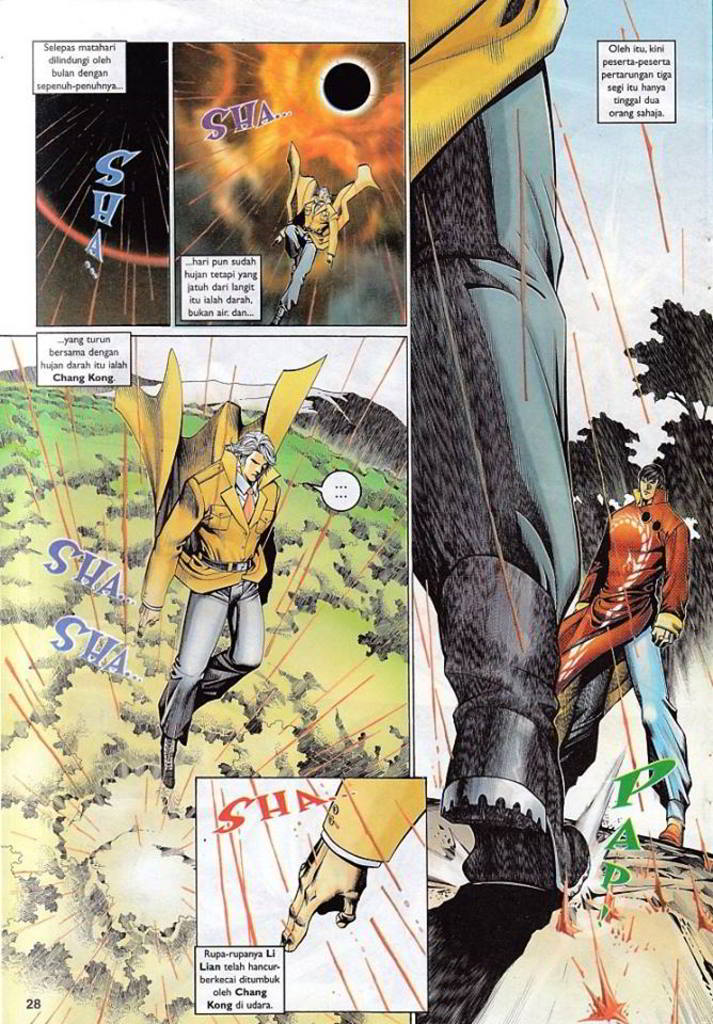 Selepas matahari
dilindungi oleh
bulan dengan
sepenuh-penuhnya...
SHA...
SHA...
...hari pun sudah
hujan tetapi yang
jatuh dari langit
itu ialah darah,
bukan air. dan...
...yang turun
bersama dengan
hujan darah itu ialah
Chang Kong.
...
...
SHA...
SHA...
SHA...
Rupa-rupanya Li
Lian telah hancur-
berkecai ditumbuk
oleh Chang
Kong di udara.
Oleh itu, kini
peserta-peserta
pertarungan tiga
segi itu hanya
tinggal dua
orang sahaja.
PAP!
28